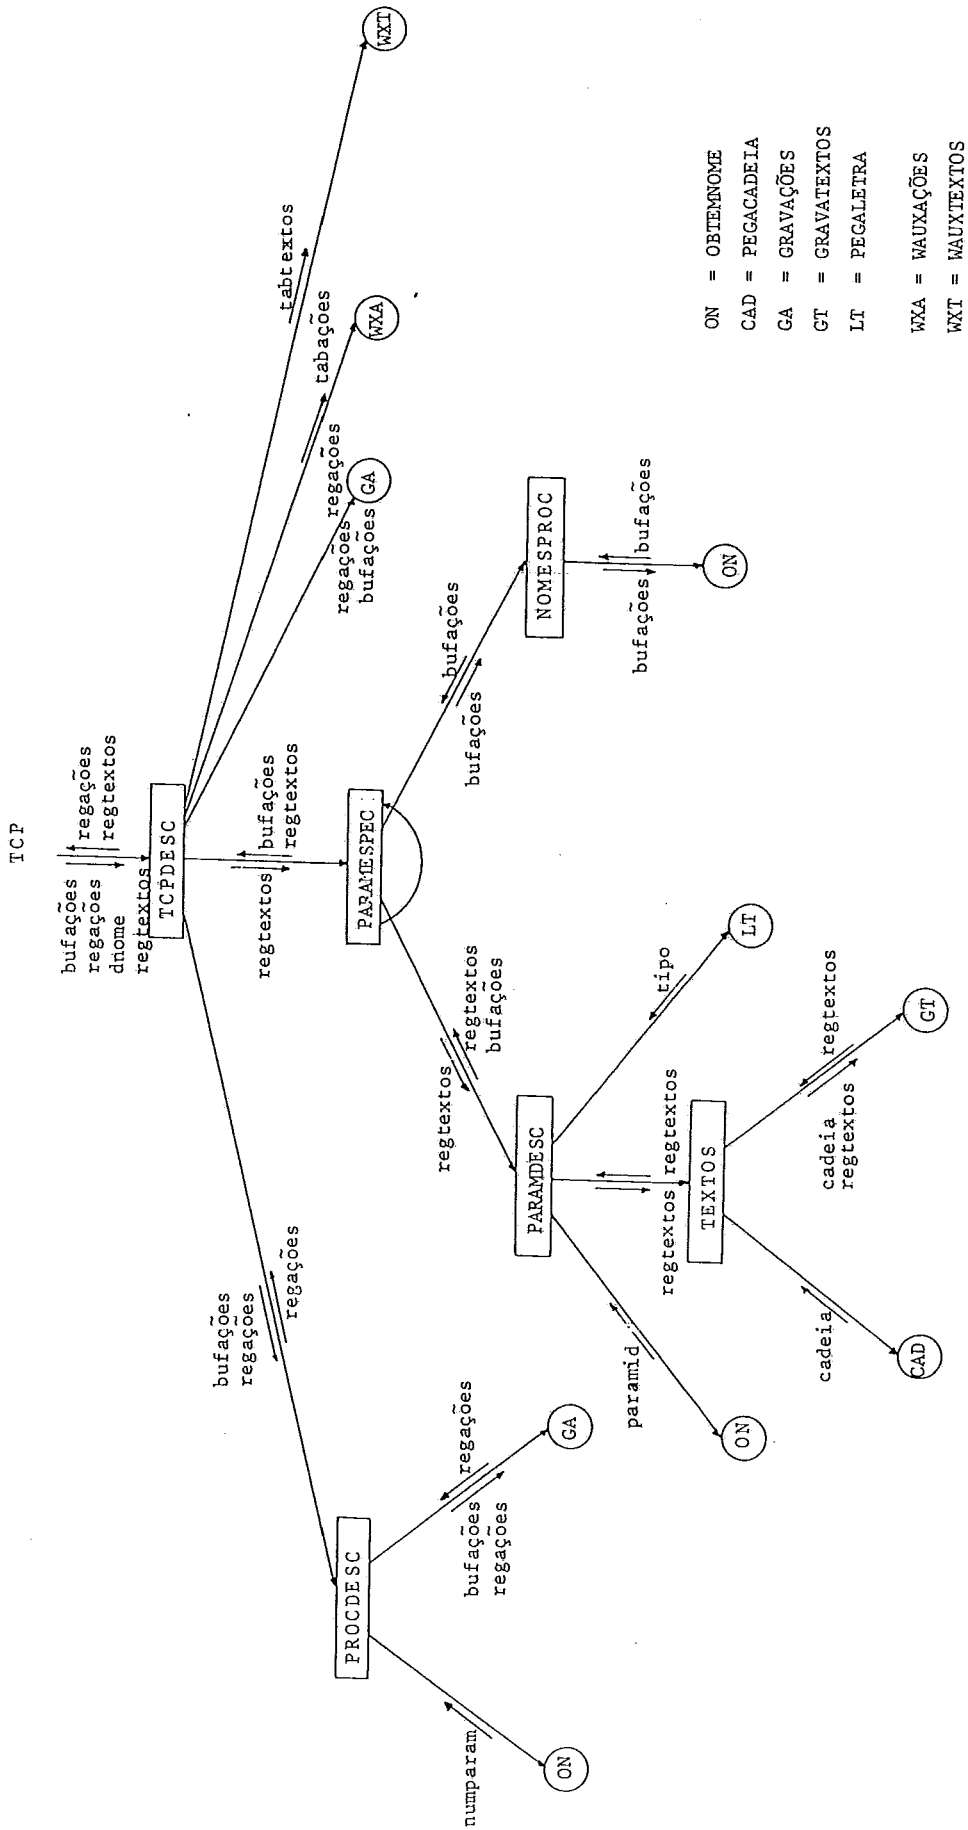 TCP
bufações
regações
dnome
regtextos
regações
regtextos
TCPDESC
bufações
regações
regações
regtextos
bufações
regtextos
regações
bufações
regações
tabações
tabtextos
PROCDESC
PARAMESPEC
GA
WXA
WXT
numparam
bufações
regações
regações
regtextos
regtextos
bufações
bufações
bufações
ON
GA
PARAMDESC
NOMESPROC
paramid
regtextos
regtextos
tipo
bufações
bufações
ON
TEXTOS
LT
ON
cadeia
cadeia
regtextos
regtextos
CAD
GT
ON = OBTEMNOME
CAD = PEGACADEIA
GA = GRAVAÇÕES
GT = GRAVATEXTOS
LT = PEGALETRA
WXA = WAUXAÇÕES
WXT = WAUXTEXTOS